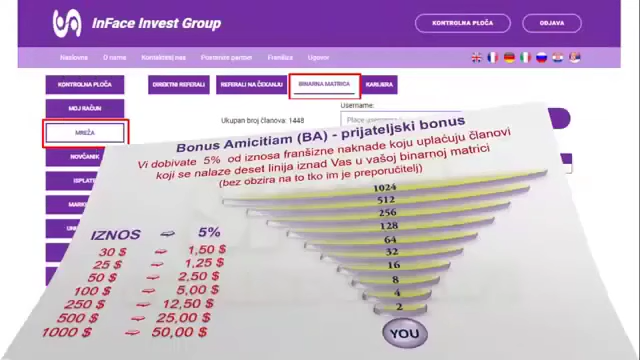 InFace Invest Group
KONTROLNA PLOČA
ODJAVA
Naslovna
O nama
Kontaktirajte nas
Postanite partner
Franšiza
Ugovor
KONTROLNA PLOČA
DIREKTNI REFERALI
REFERALI NA ČEKANJU
BINARNA MATRICA
KARIJERA
MOJ RAČUN
Ukupan broj članova: 1448
Username:
MREŽA
NOVČANIK
Bonus Amicitiam (BA) - prijateljski bonus
Vi dobivate 5% od iznosa franšizne naknade koju uplaćuju članovi
koji se nalaze deset linija iznad Vas u vašoj binarnoj matrici
(bez obzira na to tko im je preporučitelj)
1024
512
256
128
64
32
16
8
4
2
YOU
IZNOS ⇨ 5%
30 $ ⇨ 1,50 $
25 $ ⇨ 1,25 $
50 $ ⇨ 2,50 $
100 $ ⇨ 5,00 $
250 $ ⇨ 12,50 $
500 $ ⇨ 25,00 $
1000 $ ⇨ 50,00 $